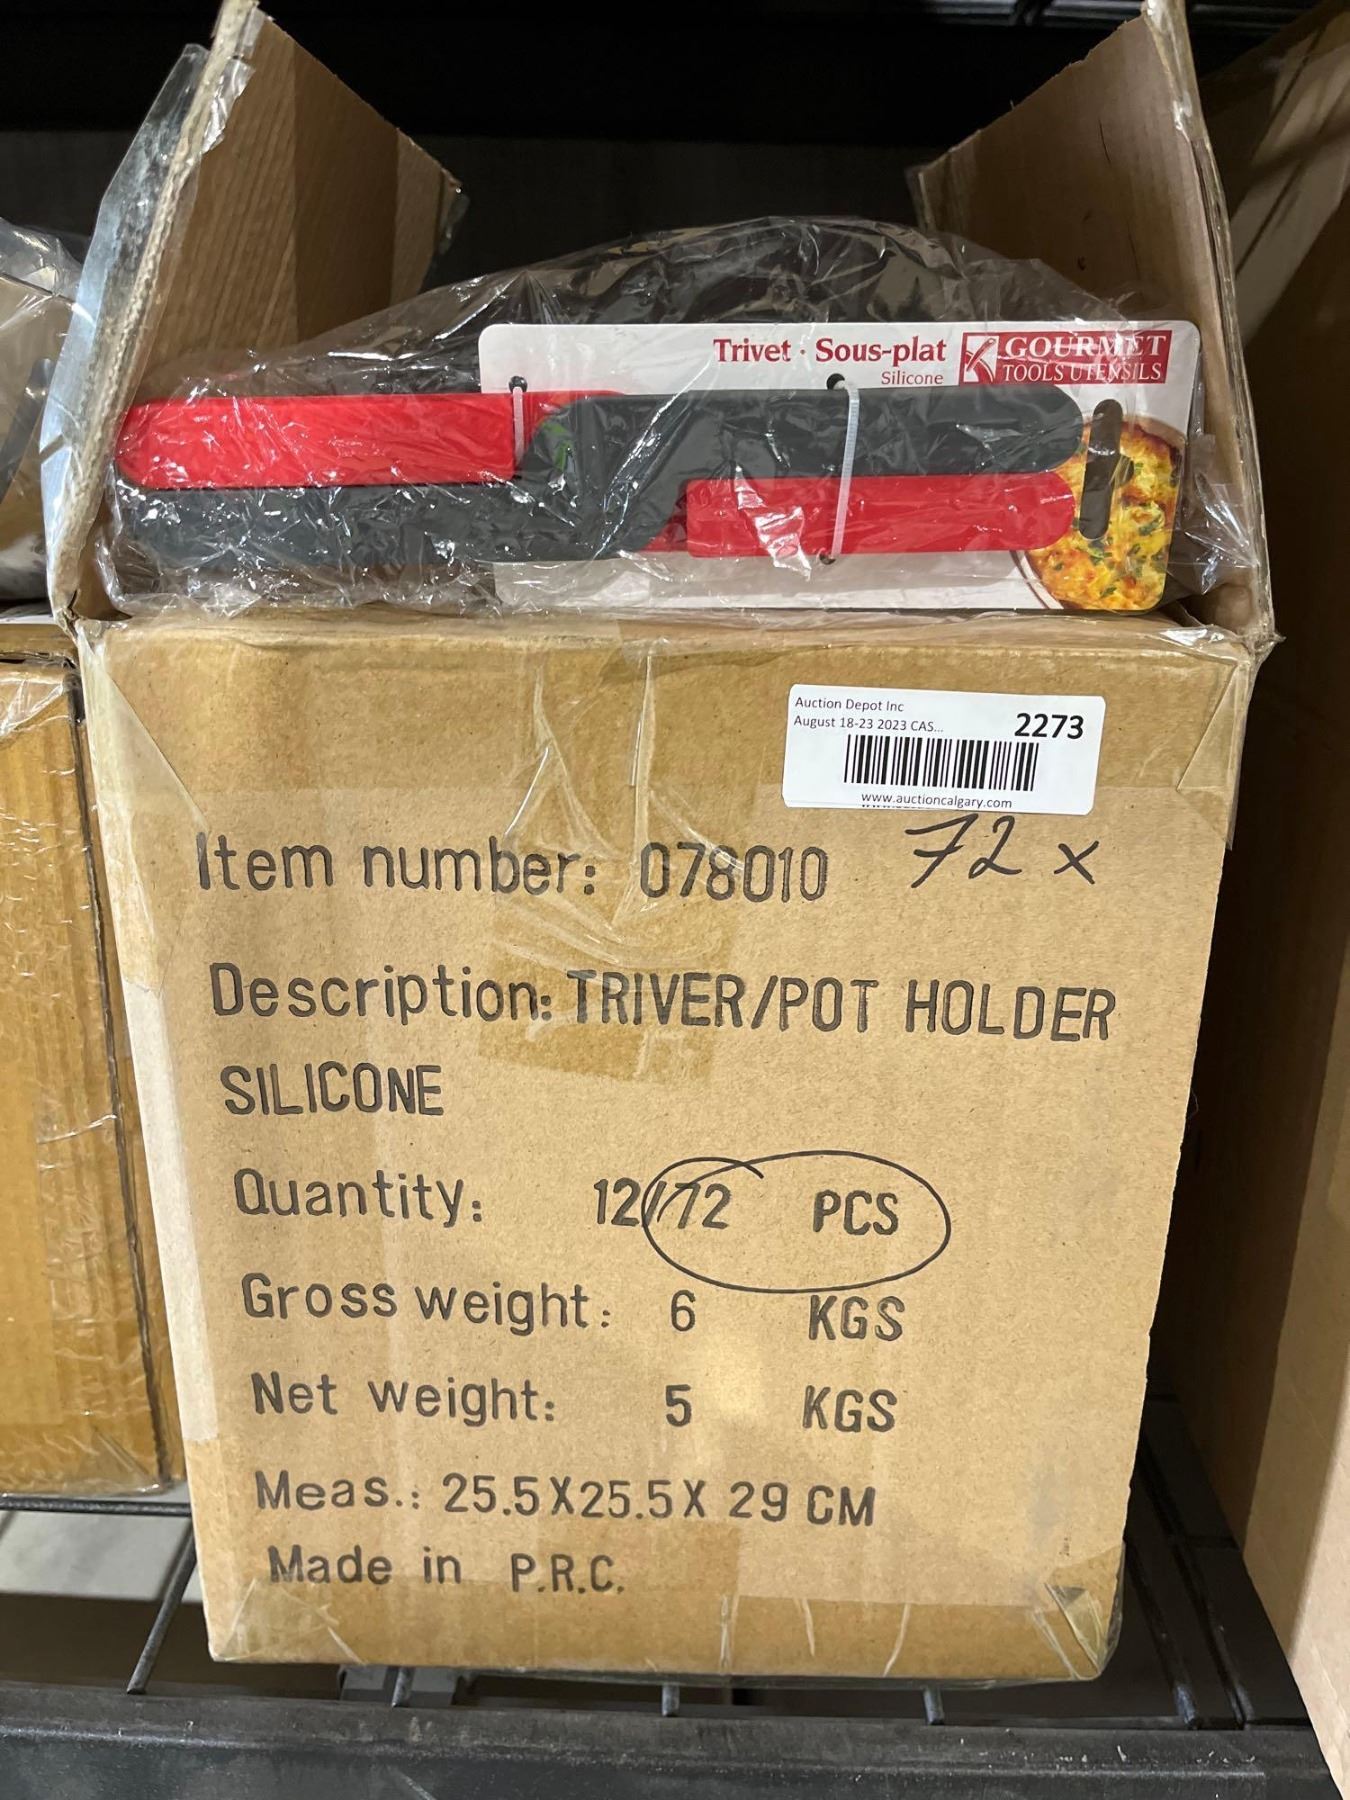 Trivet · Sous-plat
Silicone
GOURMET
TOOLS UTENSILS
Auction Depot Inc
August 18-23 2023 CAS...
2273
www.auctioncalgary.com
Item number: 078010
72 x
Description: TRIVER/POT HOLDER
SILICONE
Quantity: 12/72 PCS
Gross weight: 6 KGS
Net weight: 5 KGS
Meas.: 25.5X25.5X 29 CM
Made in P.R.C.